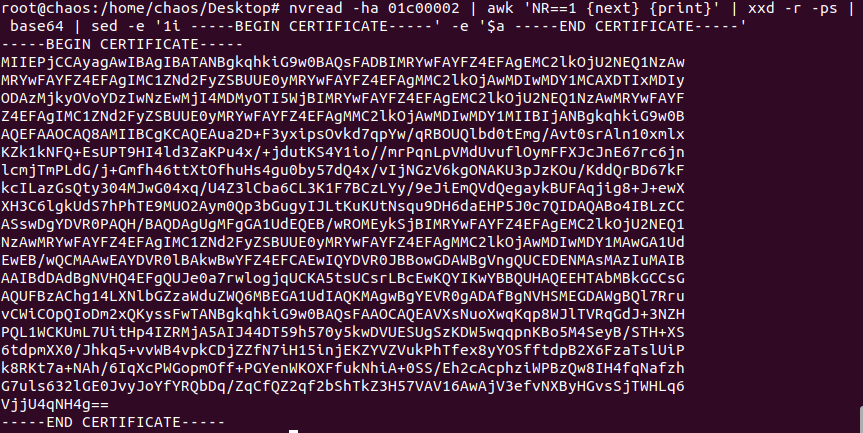 root@chaos:/home/chaos/Desktop# nvread -ha 01c00002 | awk 'NR==1 {next} {print}' | xxd -r -ps |
 base64 | sed -e '1i -----BEGIN CERTIFICATE-----' -e '$a -----END CERTIFICATE-----'
-----BEGIN CERTIFICATE-----
MIIEPjCCAyagAwIBAgIBATANBgkqhkiG9w0BAQsFADBIMRYwFAYFZ4EFAgEMC2lkOjU2NEQ1NzAw
MRYwFAYFZ4EFAgIMC1ZNd2FyZSBUUE0yMRYwFAYFZ4EFAgMMC2lkOjAwMDIwMDY1MCAXDTIxMDIy
ODAzMjkyOVoYDzIwNzEwMjI4MDMyOTI5WjBIMRYwFAYFZ4EFAgEMC2lkOjU2NEQ1NzAwMRYwFAYF
Z4EFAgIMC1ZNd2FyZSBUUE0yMRYwFAYFZ4EFAgMMC2lkOjAwMDIwMDY1MIIBIjANBgkqhkiG9w0B
AQEFAAOCAQ8AMIIBCgKCAQEAua2D+F3yxipsOvkd7qpYw/qRBOUQlbd0tEmg/Avt0srAln10xmlx
KZk1kNFQ+EsUPT9HI4ld3ZaKPu4x/+jdutKS4Y1io//mrPqnLpVMdUvuflOymFFXJcJnE67rc6jn
lcmjTmPLdG/j+Gmfh46ttXtOfhuHs4gu0by57dQ4x/vIjNGzV6kgONAKU3pJzKOu/KddQrBD67kF
kcILazGsQty304MJwG04xq/U4Z3lCba6CL3K1F7BCzLYy/9eJiEmQVdQegaykBUFAqjig8+J+ewX
XH3C6lgkUdS7hPhTE9MUO2Aym0Qp3bGugyIJLtKuKUtNsqu9DH6daEHP5J0c7QIDAQABo4IBLzCC
ASswDgYDVR0PAQH/BAQDAgUgMFgGA1UdEQEB/wROMEykSjBIMRYwFAYFZ4EFAgEMC2lkOjU2NEQ1
NzAwMRYwFAYFZ4EFAgIMC1ZNd2FyZSBUUE0yMRYwFAYFZ4EFAgMMC2lkOjAwMDIwMDY1MAwGA1Ud
EwEB/wQCMAAwEAYDVR0lBAkwBwYFZ4EFCAEwIQYDVR0JBBowGDAWBgVngQUCEDENMAsMAzIuMAIB
AAIBdDAdBgNVHQ4EFgQUJe0a7rwlogjqUCKA5tsUCsrLBcEwKQYIKwYBBQUHAQEEHTAbMBkGCCsG
AQUFBzAChg14LXNlbGZzaWduZWQ6MBEGA1UdIAQKMAgwBgYEVR0gADAfBgNVHSMEGDAWgBQl7Rru
vCWiCOpQIoDm2xQKyssFwTANBgkqhkiG9w0BAQsFAAOCAQEAVXsNuoXwqKqp8WJlTVRqGdJ+3NZH
PQL1WCKUmL7UitHp4IZRMjA5AIJ44DT59h570y5kwDVUESUgSzKDW5wqqpnKBo5M4SeyB/STH+XS
6tdpmXX0/Jhkq5+vvWB4vpkCDjZZfN7iH15injEKZYVZVukPhTfex8yYOSfftdpB2X6FzaTslUiP
k8RKt7a+NAh/6IqXcPWGopmOff+PGYenWKOXFfukNhiA+0SS/Eh2cAcphziWPBzQw8IH4fqNafzh
G7uls632lGE0JvyJoYfYRQbDq/ZqCfQZ2qf2bShTkZ3H57VAV16AwAjV3efvNXByHGvsSjTWHLq6
VjjU4qNH4g==
-----END CERTIFICATE-----